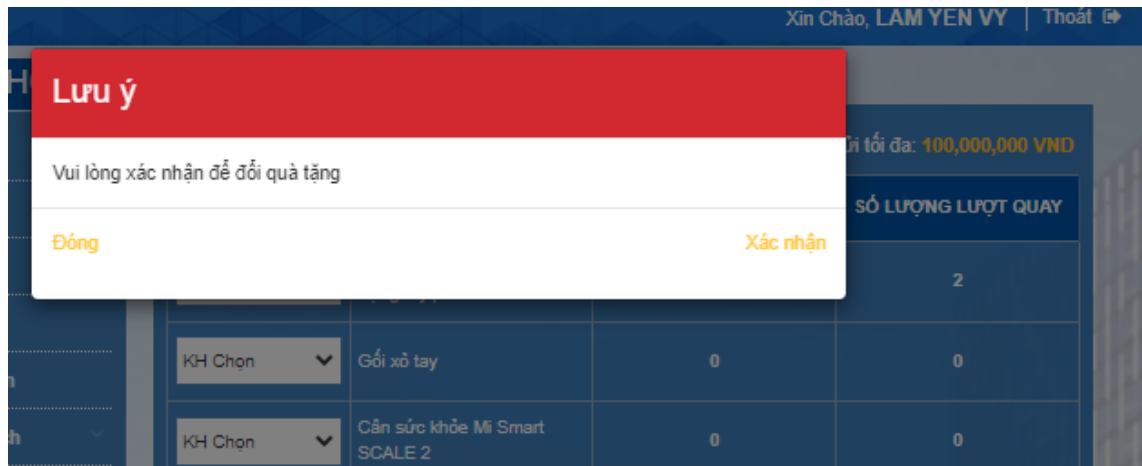 Xin Chào, LAM YEN VY | Thoát
Lưu ý
Vui lòng xác nhận để đổi quà tặng
tối đa: 100,000,000 VND
SỐ LƯỢNG LƯỢT QUAY
Đóng
Xác nhận
2
KH Chọn
Gối xỏ tay
0
0
KH Chọn
Cân sức khỏe Mi Smart
SCALE 2
0
0